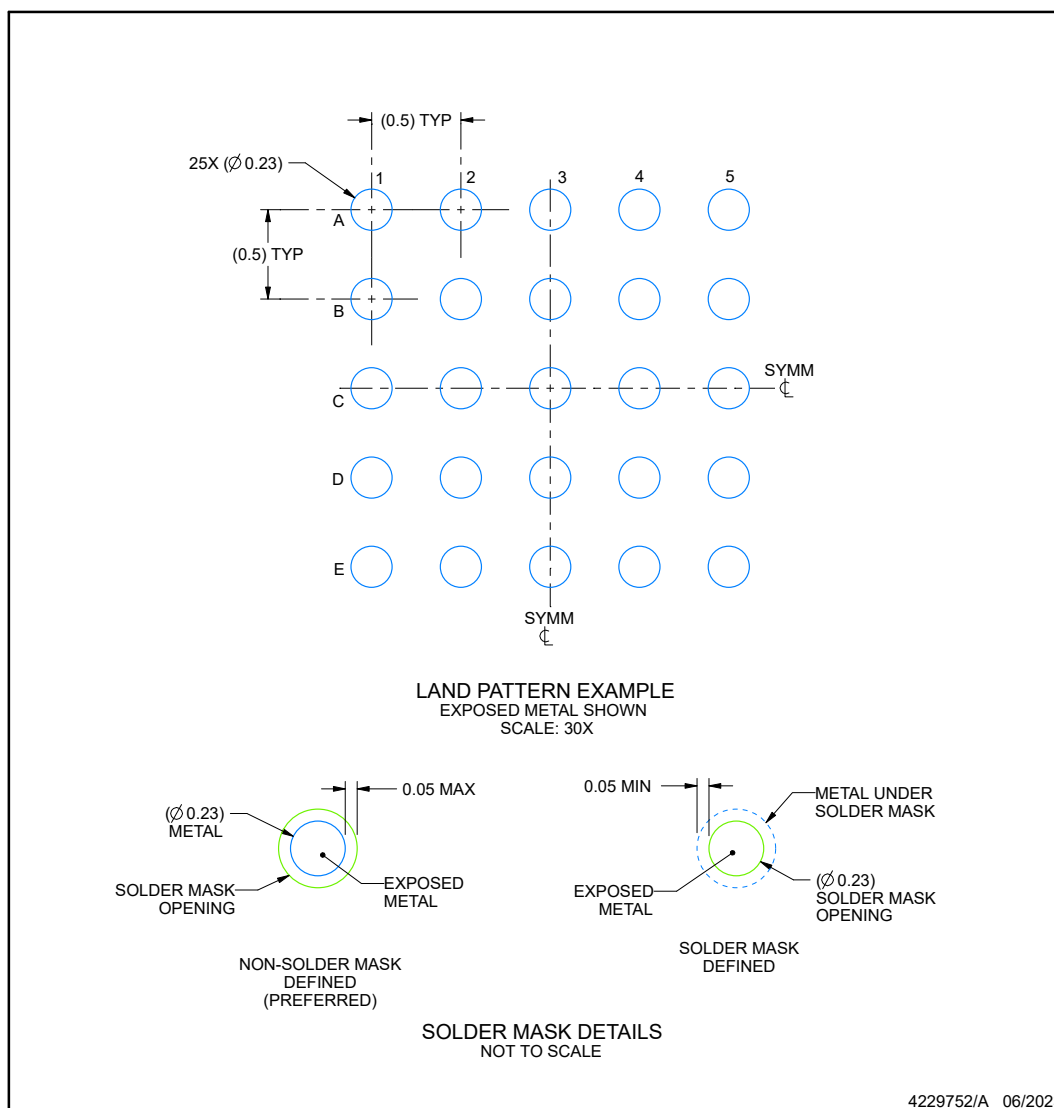 (0.5) TYP
25X (∅ 0.23)
1 2 3 4 5
A
(0.5) TYP
B
SYMM
℄
C
D
E
SYMM
℄
LAND PATTERN EXAMPLE
EXPOSED METAL SHOWN
SCALE: 30X
(∅ 0.23)
METAL
0.05 MAX
SOLDER MASK
OPENING
EXPOSED
METAL
NON-SOLDER MASK
DEFINED
(PREFERRED)
0.05 MIN
METAL UNDER
SOLDER MASK
EXPOSED
METAL
(∅ 0.23)
SOLDER MASK
OPENING
SOLDER MASK
DEFINED
SOLDER MASK DETAILS
NOT TO SCALE
4229752/A 06/202